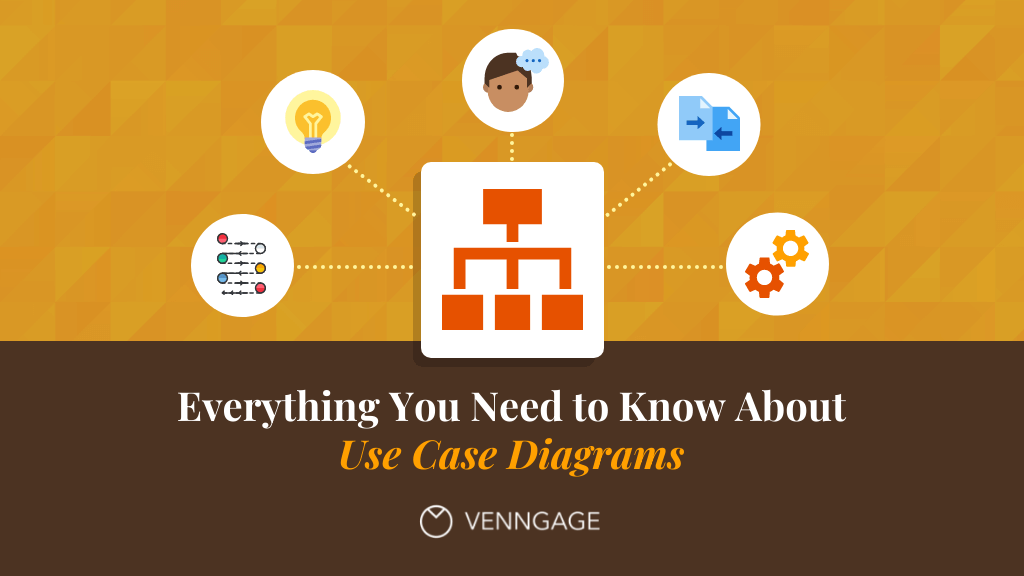 Everything You Need to Know About
Use Case Diagrams
VENNGAGE